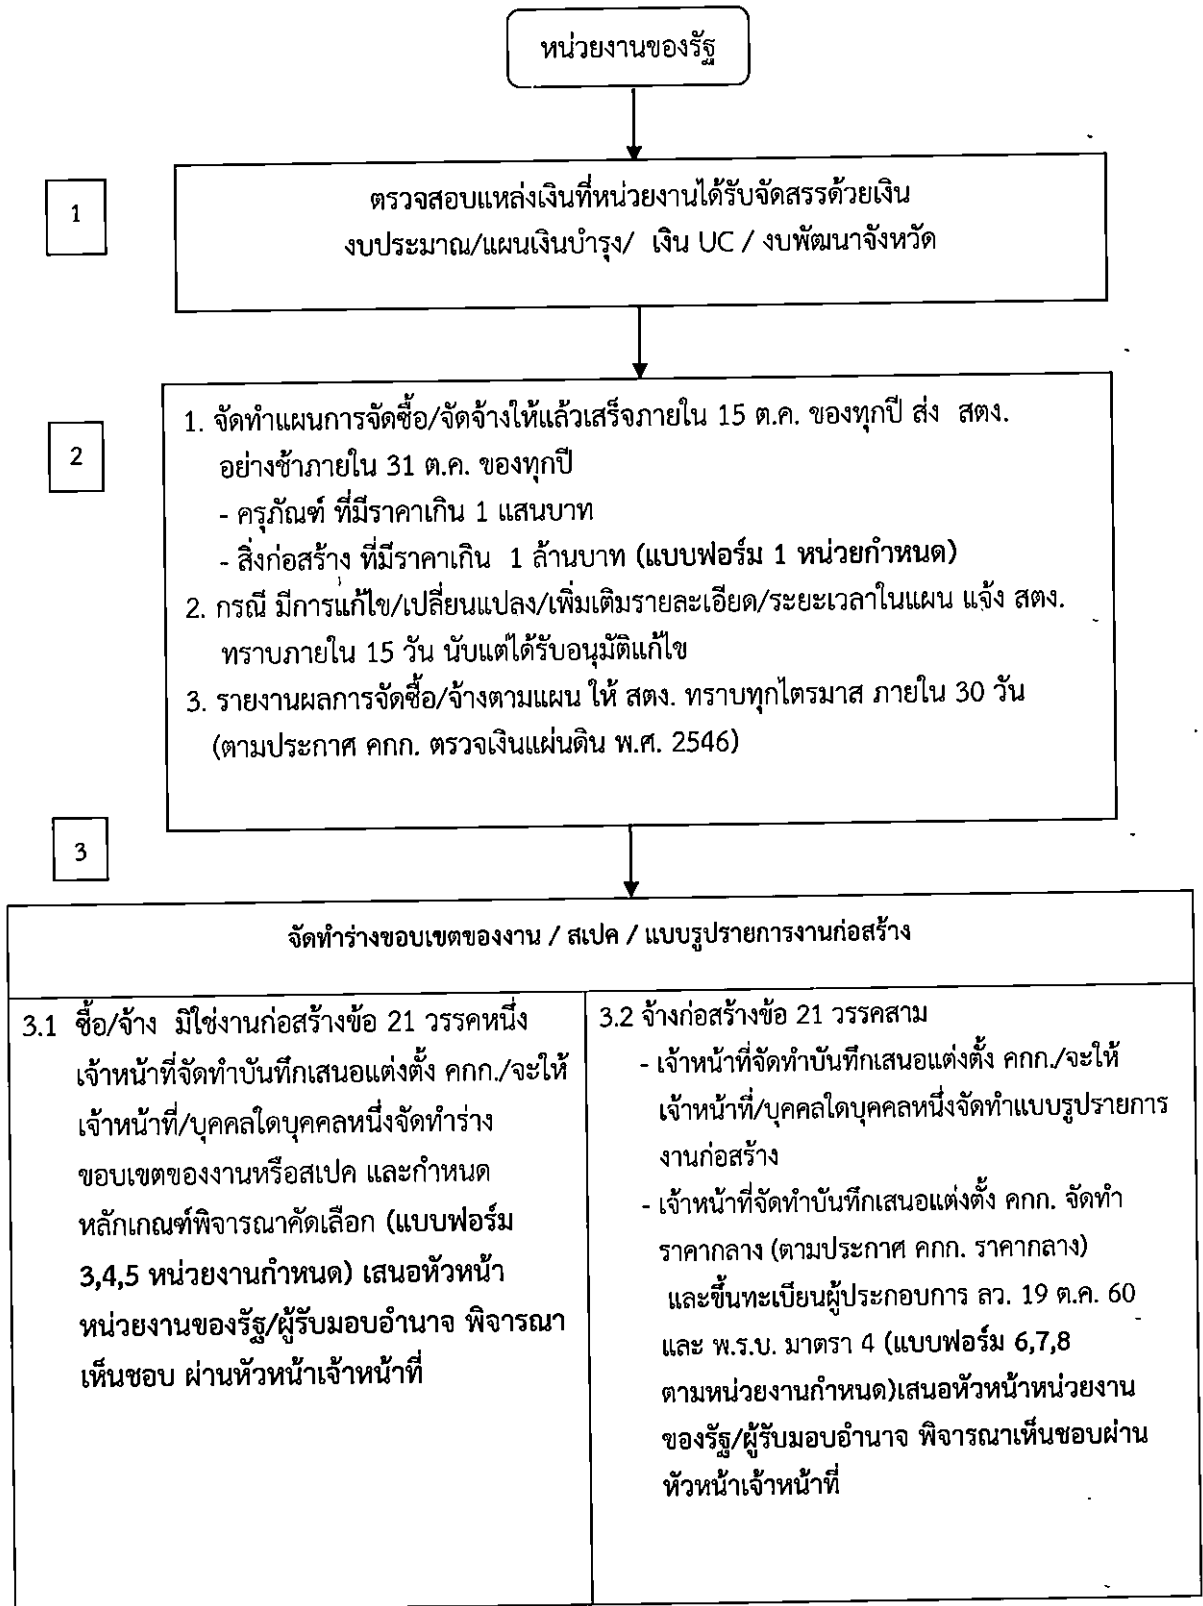 หน่วยงานของรัฐ
1
ตรวจสอบแหล่งเงินที่หน่วยงานได้รับจัดสรรด้วยเงิน
งบประมาณ/แผนเงินบำรุง/ เงิน UC / งบพัฒนาจังหวัด
2
1. จัดทำแผนการจัดซื้อ/จัดจ้างให้แล้วเสร็จภายใน 15 ต.ค. ของทุกปี ส่ง สตง.
อย่างช้าภายใน 31 ต.ค. ของทุกปี
- ครุภัณฑ์ ที่มีราคาเกิน 1 แสนบาท
- สิ่งก่อสร้าง ที่มีราคาเกิน 1 ล้านบาท (แบบฟอร์ม 1 หน่วยกำหนด)
2. กรณี มีการแก้ไข/เปลี่ยนแปลง/เพิ่มเติมรายละเอียด/ระยะเวลาในแผน แจ้ง สตง.
ทราบภายใน 15 วัน นับแต่ได้รับอนุมัติแก้ไข
3. รายงานผลการจัดซื้อ/จ้างตามแผน ให้ สตง. ทราบทุกไตรมาส ภายใน 30 วัน
(ตามประกาศ คกก. ตรวจเงินแผ่นดิน พ.ศ. 2546)
3
จัดทำร่างขอบเขตของงาน / สเปค / แบบรูปรายการงานก่อสร้าง
3.1 ซื้อ/จ้าง มิใช่งานก่อสร้างข้อ 21 วรรคหนึ่ง
เจ้าหน้าที่จัดทำบันทึกเสนอแต่งตั้ง คกก./จะให้
เจ้าหน้าที่/บุคคลใดบุคคลหนึ่งจัดทำร่าง
ขอบเขตของงานหรือสเปค และกำหนด
หลักเกณฑ์พิจารณาคัดเลือก (แบบฟอร์ม
3,4,5 หน่วยงานกำหนด) เสนอหัวหน้า
หน่วยงานของรัฐ/ผู้รับมอบอำนาจ พิจารณา
เห็นชอบ ผ่านหัวหน้าเจ้าหน้าที่
3.2 จ้างก่อสร้างข้อ 21 วรรคสาม
- เจ้าหน้าที่จัดทำบันทึกเสนอแต่งตั้ง คกก./จะให้
เจ้าหน้าที่/บุคคลใดบุคคลหนึ่งจัดทำแบบรูปรายการ
งานก่อสร้าง
- เจ้าหน้าที่จัดทำบันทึกเสนอแต่งตั้ง คกก. จัดทำ
ราคากลาง (ตามประกาศ คกก. ราคากลาง)
และขึ้นทะเบียนผู้ประกอบการ ลว. 19 ต.ค. 60
และ พ.ร.บ. มาตรา 4 (แบบฟอร์ม 6,7,8
ตามหน่วยงานกำหนด)เสนอหัวหน้าหน่วยงาน
ของรัฐ/ผู้รับมอบอำนาจ พิจารณาเห็นชอบผ่าน
หัวหน้าเจ้าหน้าที่